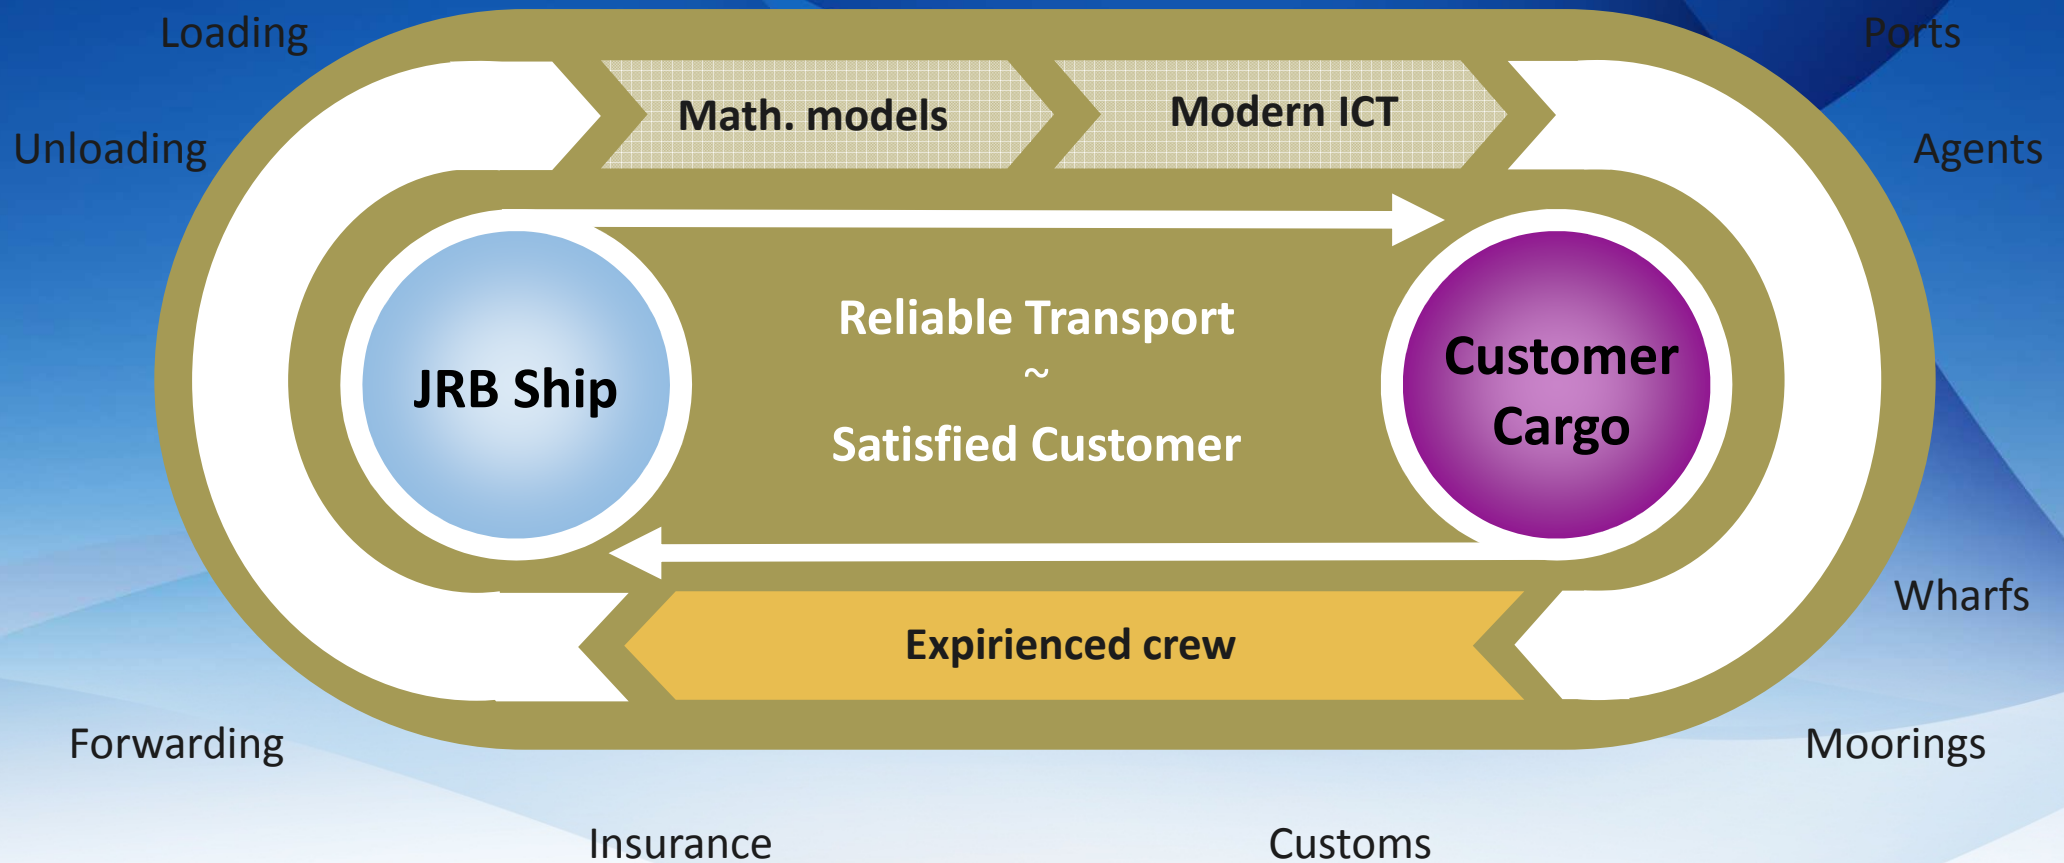 Loading
Ports
Math. models
Modern ICT
Unloading
Agents
Reliable Transport
~
Satisfied Customer
JRB Ship
Customer
Cargo
Wharfs
Expirienced crew
Forwarding
Moorings
Insurance
Customs